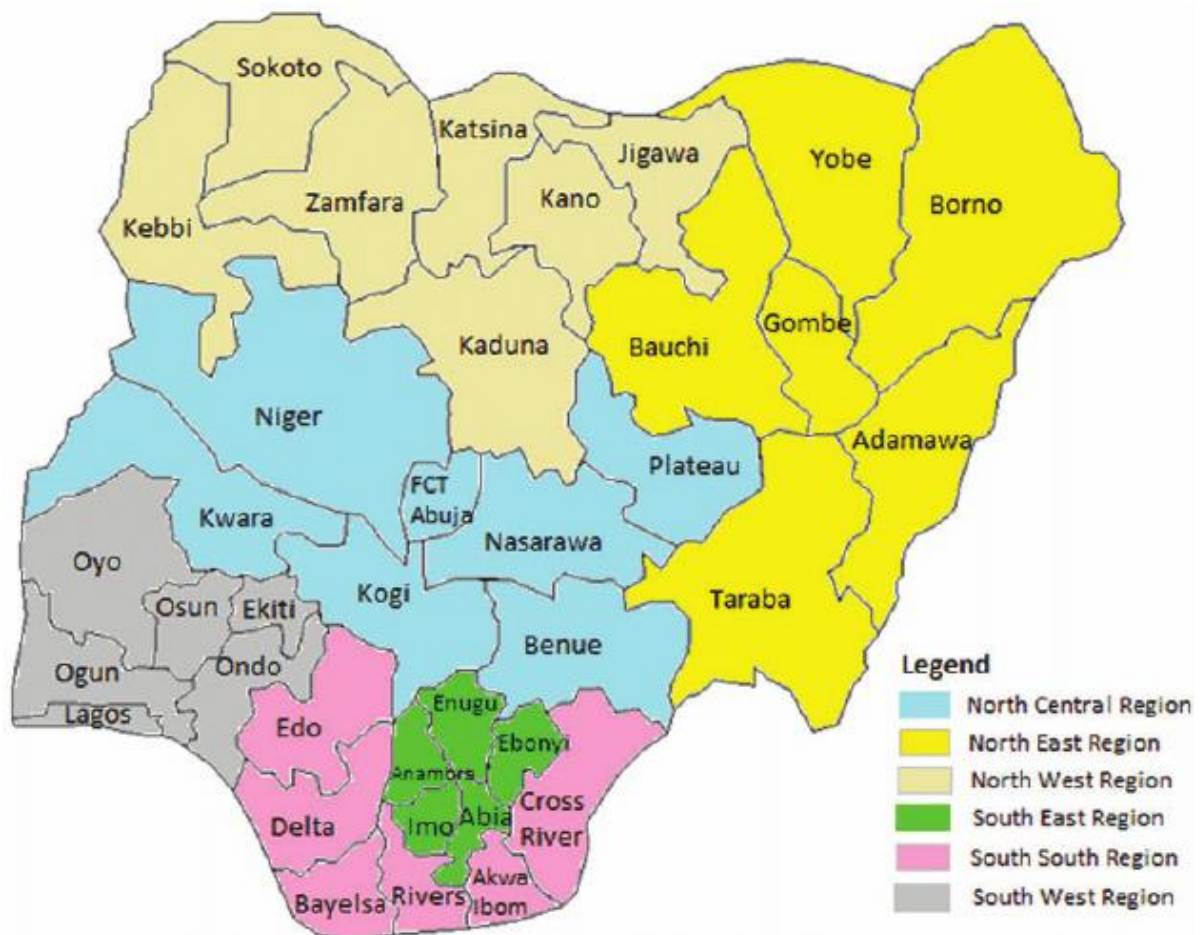 Sokoto
Katsina
Jigawa
Yobe
Kebbi
Zamfara
Kano
Borno
Kaduna
Bauchi
Gombe
Niger
Adamawa
Plateau
FCT
Abuja
Kwara
Nasarawa
Oyo
Kogi
Taraba
Osun
Ekiti
Benue
Ogun
Ondo
Lagos
Enugu
Edo
Ebonyi
Anambra
Cross
River
Delta
Imo
Abia
Bayelsa
Rivers
Akwa
Ibom
Legend
North Central Region
North East Region
North West Region
South East Region
South South Region
South West Region